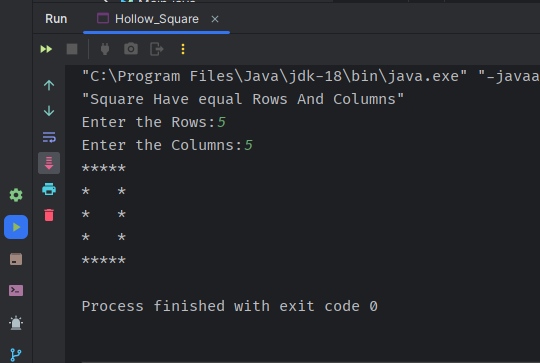 Run Hollow_Square
"C:\Program Files\Java\jdk-18\bin\java.exe" "-javaa
"Square Have equal Rows And Columns"
Enter the Rows:5
Enter the Columns:5
*****
*   *
*   *
*   *
*****
Process finished with exit code 0